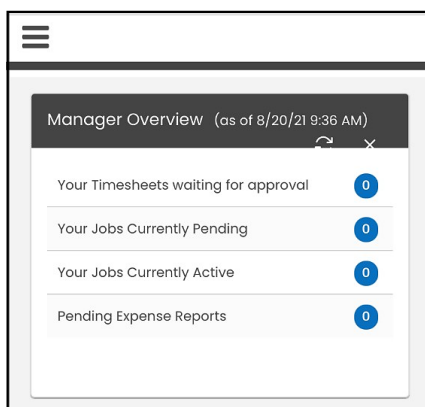 Manager Overview (as of 8/20/21 9:36 AM)
Your Timesheets waiting for approval 0
Your Jobs Currently Pending 0
Your Jobs Currently Active 0
Pending Expense Reports 0